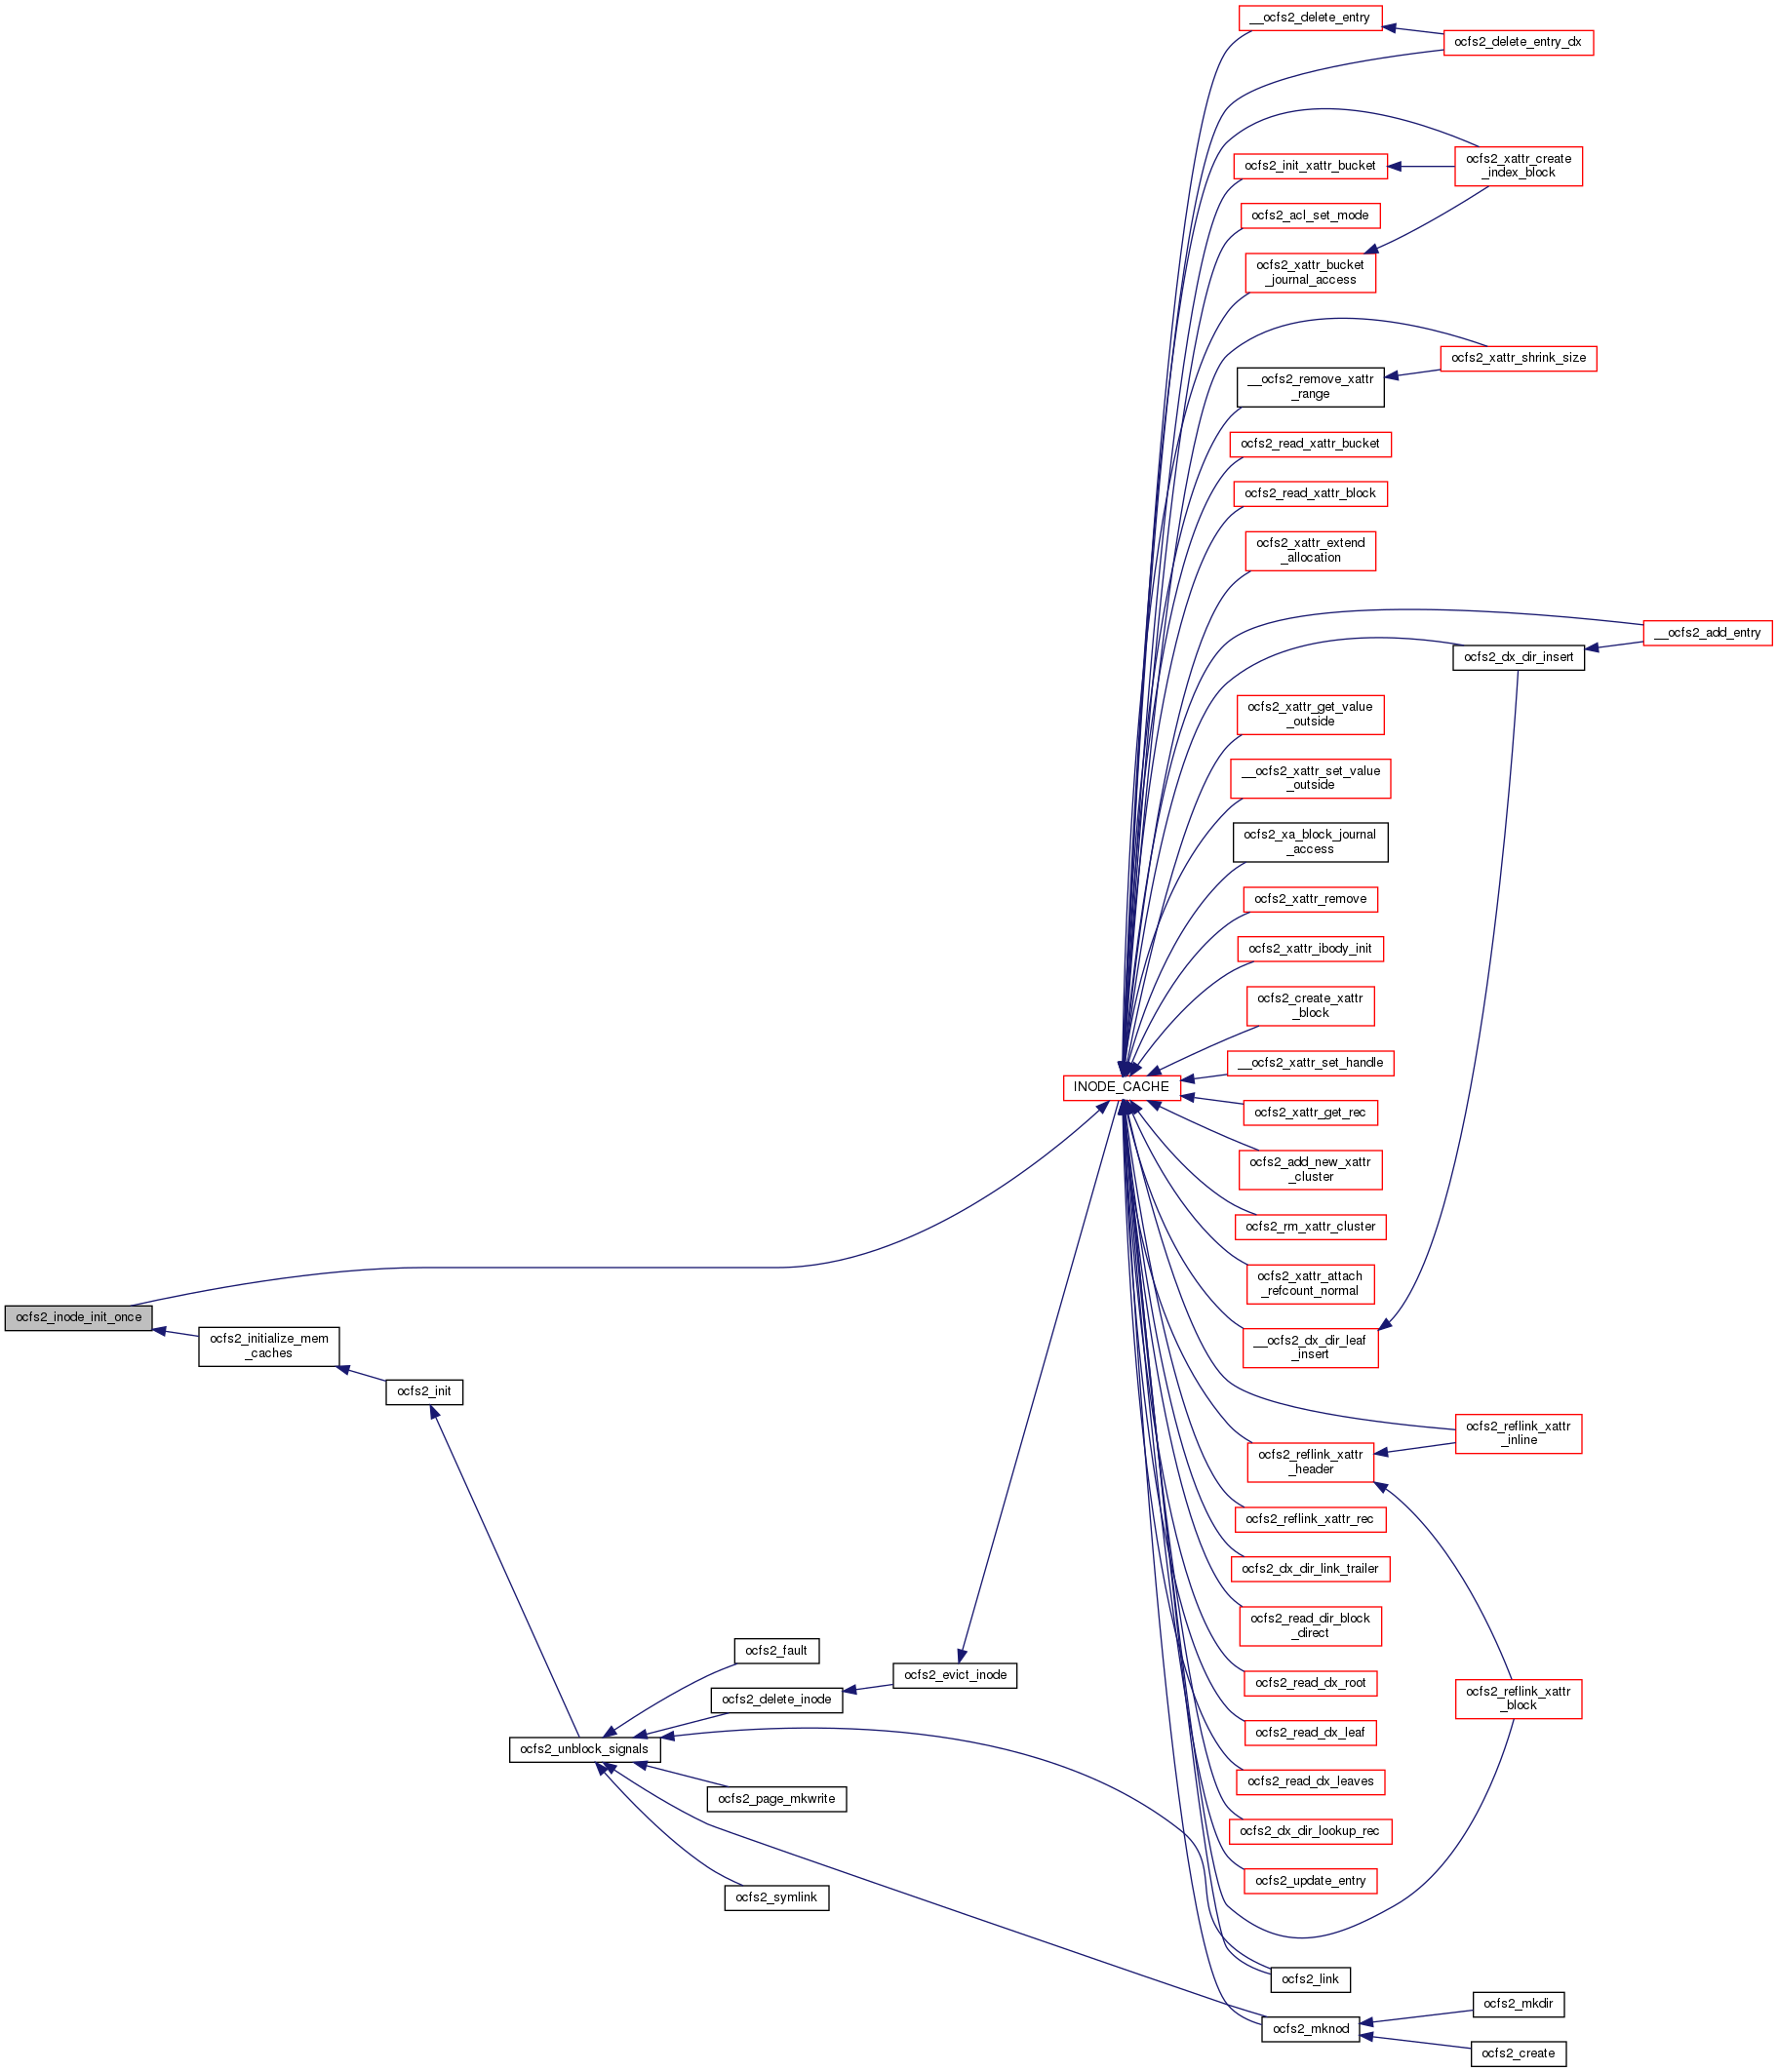 __ocfs2_delete_entry
ocfs2_delete_entry_dx
ocfs2_xattr_create
_index_block
ocfs2_init_xattr_bucket
ocfs2_acl_set_mode
ocfs2_xattr_bucket
_journal_access
ocfs2_xattr_shrink_size
__ocfs2_remove_xattr
_range
ocfs2_read_xattr_bucket
ocfs2_read_xattr_block
ocfs2_xattr_extend
_allocation
__ocfs2_add_entry
ocfs2_dx_dir_insert
ocfs2_xattr_get_value
_outside
__ocfs2_xattr_set_value
_outside
ocfs2_xa_block_journal
_access
ocfs2_xattr_remove
ocfs2_xattr_ibody_init
ocfs2_create_xattr
_block
__ocfs2_xattr_set_handle
INODE_CACHE
ocfs2_xattr_get_rec
ocfs2_add_new_xattr
_cluster
ocfs2_rm_xattr_cluster
ocfs2_xattr_attach
_refcount_normal
ocfs2_inode_init_once
ocfs2_initialize_mem
_caches
__ocfs2_dx_dir_leaf
_insert
ocfs2_init
ocfs2_reflink_xattr
_inline
ocfs2_reflink_xattr
_header
ocfs2_reflink_xattr_rec
ocfs2_dx_dir_link_trailer
ocfs2_read_dir_block
_direct
ocfs2_fault
ocfs2_evict_inode
ocfs2_read_dx_root
ocfs2_reflink_xattr
_block
ocfs2_delete_inode
ocfs2_read_dx_leaf
ocfs2_unblock_signals
ocfs2_read_dx_leaves
ocfs2_page_mkwrite
ocfs2_dx_dir_lookup_rec
ocfs2_update_entry
ocfs2_symlink
ocfs2_link
ocfs2_mkdir
ocfs2_mknod
ocfs2_create